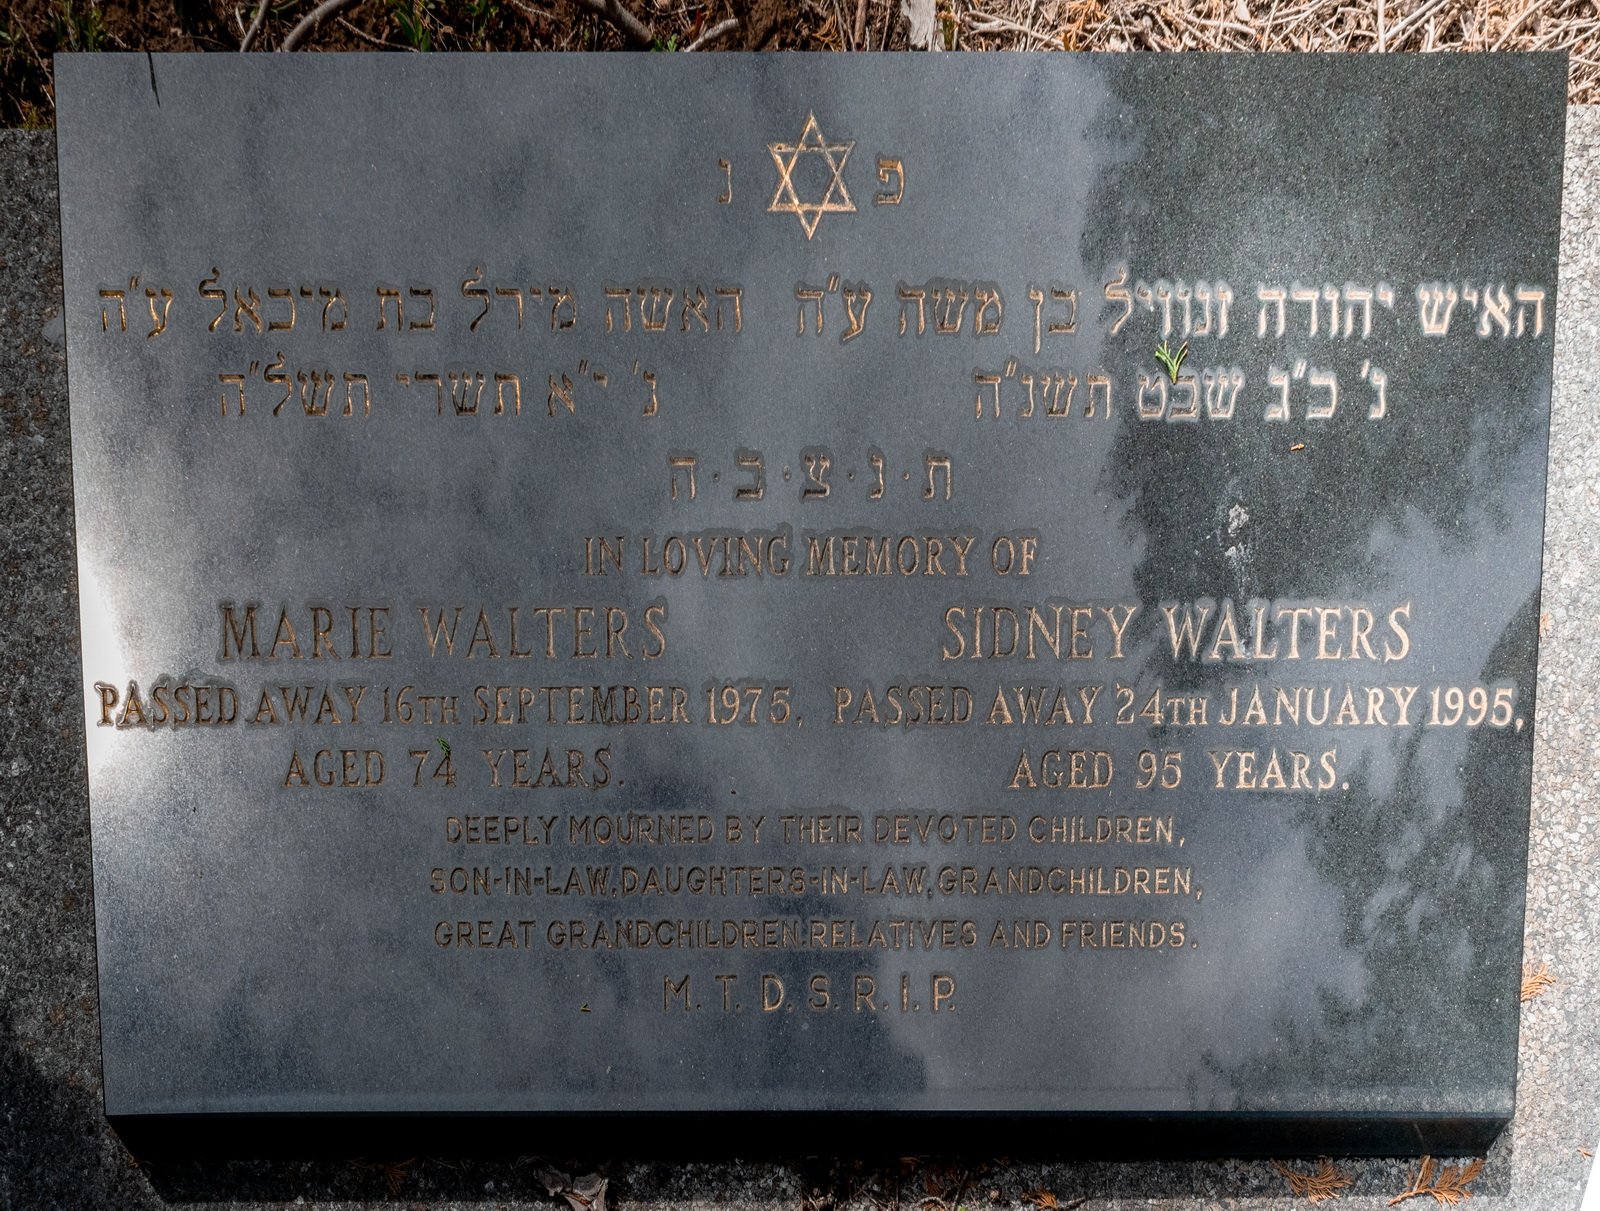 פ נ
האיש יהודה זנוויל בן משה ע"ה האשה מירל בת מיכאל ע"ה
נ' כ"ג שבט תשנ"ה נ' י"א תשרי תשל"ה
ת·נ·צ·ב·ה
IN LOVING MEMORY OF
MARIE WALTERS SIDNEY WALTERS
PASSED AWAY 16TH SEPTEMBER 1975, PASSED AWAY 24TH JANUARY 1995,
AGED 74 YEARS. AGED 95 YEARS.
DEEPLY MOURNED BY THEIR DEVOTED CHILDREN,
SON-IN-LAW, DAUGHTERS-IN-LAW, GRANDCHILDREN,
GREAT GRANDCHILDREN. RELATIVES AND FRIENDS.
M. T. D. S. R. I. P.